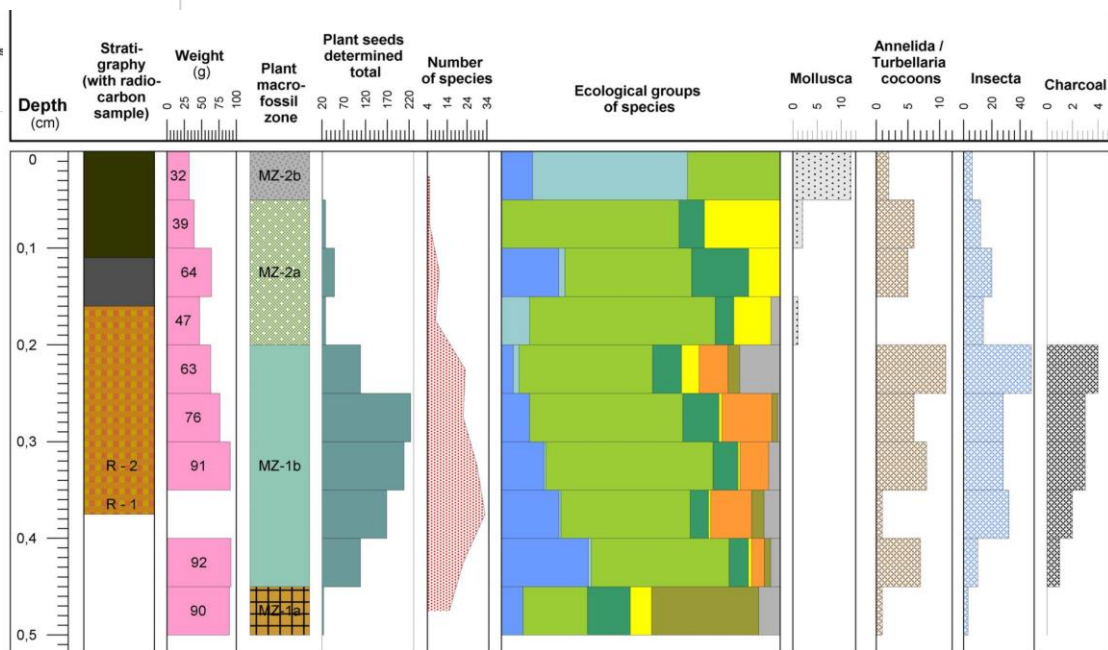 Depth
(cm)
Strati-
graphy
(with radio-
carbon
sample)
Weight
(g)
0 25 50 75 100
Plant
macro-
fossil
zone
Plant seeds
determined
total
20 70 120 170 220
Number
of species
4 14 24 34
Ecological groups
of species
Mollusca
0 5 10
Annelida /
Turbellaria
cocoons
0 5 10
Insecta
0 20 40
Charcoal
0 2 4
0
32
MZ-2b
39
0,1
64
MZ-2a
47
0,2
63
76
0,3
R - 2
91
MZ-1b
R - 1
0,4
92
90
MZ-1a
0,5